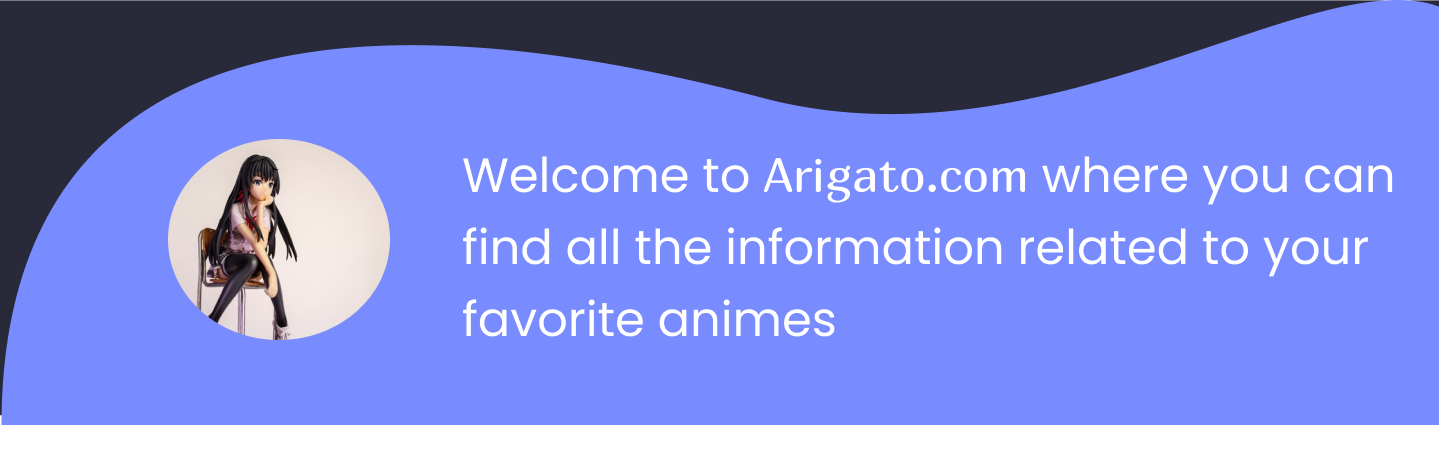 Welcome to Arigato.com where you can
find all the information related to your
favorite animes